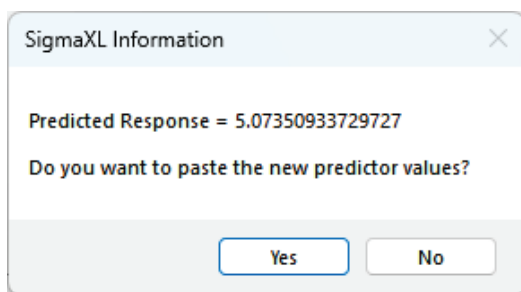 SigmaXL Information
Predicted Response = 5.07350933729727
Do you want to paste the new predictor values?
Yes
No